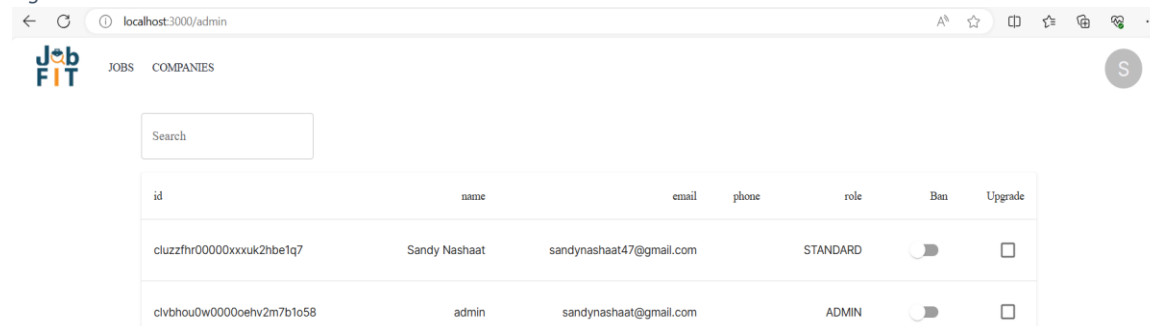 localhost:3000/admin
Job
FIT
JOBS COMPANIES
S
Search
id name email phone role Ban Upgrade
cluzzfhr00000xxxuk2hbe1q7 Sandy Nashaat sandynashaat47@gmail.com STANDARD
clvbhou0w0000oehv2m7b1o58 admin sandynashaat@gmail.com ADMIN